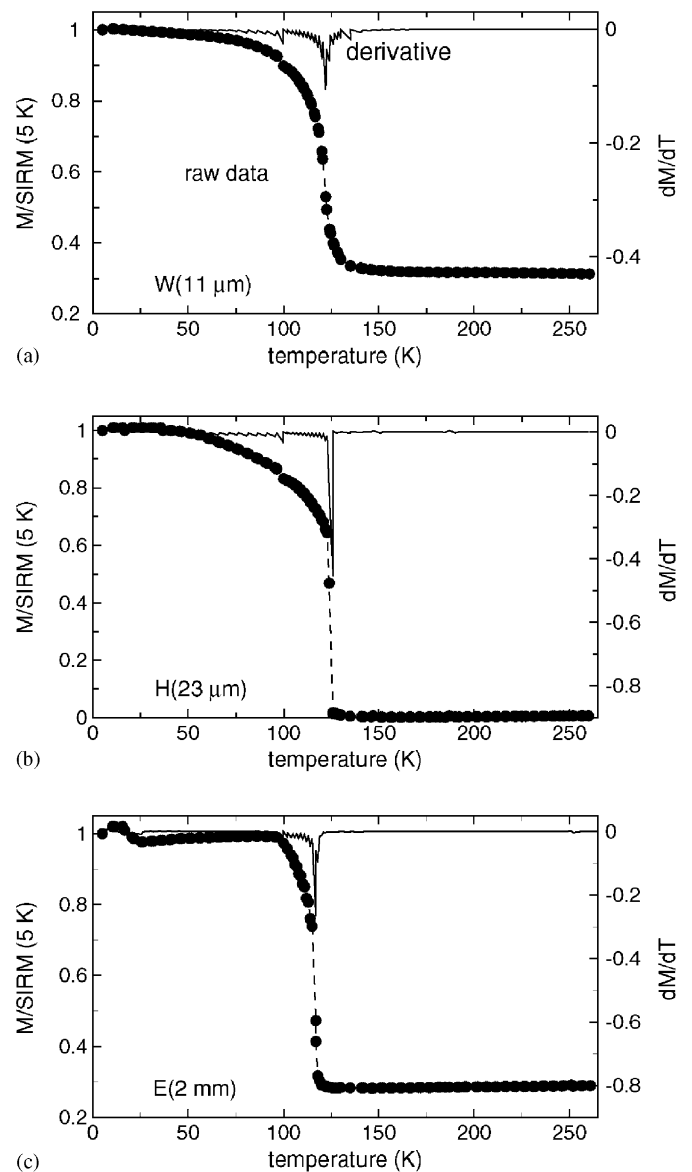 1
0.8
0.6
0.4
0.2
M/SIRM (5 K)
0
-0.2
-0.4
dM/dT
derivative
raw data
W(11 μm)
0 50 100 150 200 250
temperature (K)
(a)
1
0.8
0.6
0.4
0.2
0
M/SIRM (5 K)
0
-0.2
-0.4
-0.6
-0.8
dM/dT
H(23 μm)
0 50 100 150 200 250
temperature (K)
(b)
1
0.8
0.6
0.4
0.2
M/SIRM (5 K)
0
-0.2
-0.4
-0.6
-0.8
dM/dT
E(2 mm)
0 50 100 150 200 250
temperature (K)
(c)